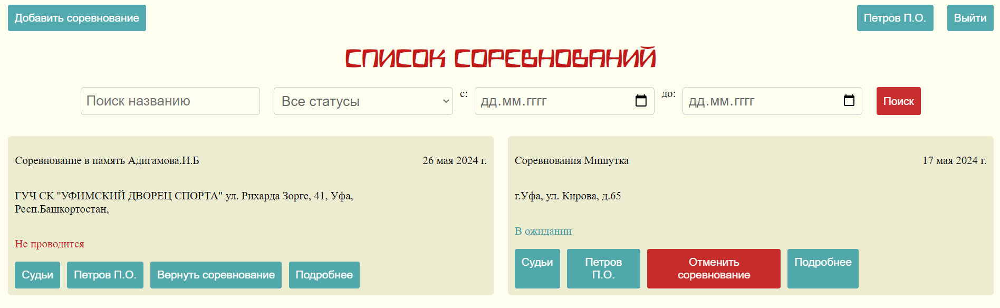 Добавить соревнование
Петров П.О.
Выйти
СПИСОК СОРЕВНОВАНИЙ
Поиск названию
Все статусы
с:
дд.мм.гггг
до:
дд.мм.гггг
Поиск
Соревнование в память Адигамова.И.Б
26 мая 2024 г.
ГУЧ СК "УФИМСКИЙ ДВОРЕЦ СПОРТА" ул. Рихарда Зорге, 41, Уфа,
Респ.Башкортостан,
Не проводится
Судьи
Петров П.О.
Вернуть соревнование
Подробнее
Соревнования Мишутка
17 мая 2024 г.
г.Уфа, ул. Кирова, д.65
В ожидании
Судьи
Петров
П.О.
Отменить
соревнование
Подробнее